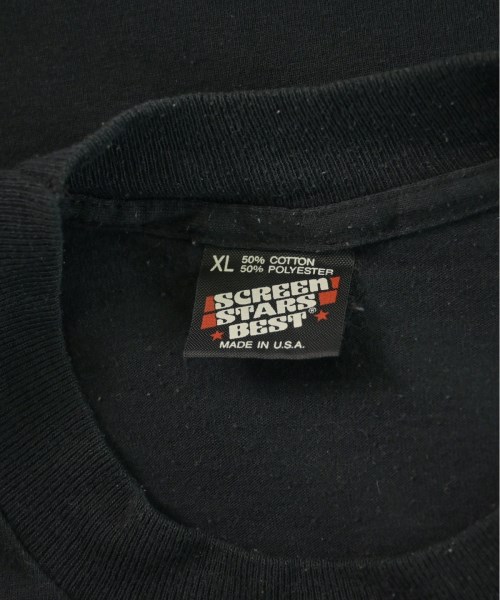 XL 50% COTTON
50% POLYESTER
SCREEN
STARS®
BEST
MADE IN U.S.A.